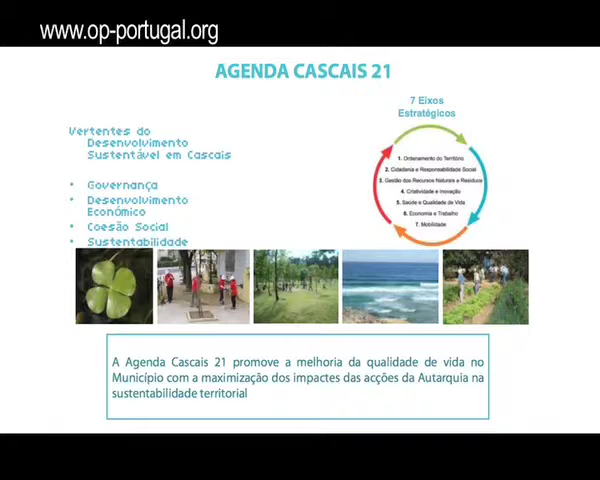 www.op-portugal.org
AGENDA CASCAIS 21
7 Eixos
Estratégicos
Vertentes do
Desenvolvimento
Sustentável em Cascais
• Governança
• Desenvolvimento
Económico
• Coesão Social
• Sustentabilidade
1. Ordenamento do Território
2. Cidadania e Responsabilidade Social
3. Gestão dos Recursos Naturais e Resíduos
4. Criatividade e Inovação
5. Saúde e Qualidade de Vida
6. Economia e Trabalho
7. Mobilidade
A Agenda Cascais 21 promove a melhoria da qualidade de vida no
Município com a maximização dos impactes das acções da Autarquia na
sustentabilidade territorial